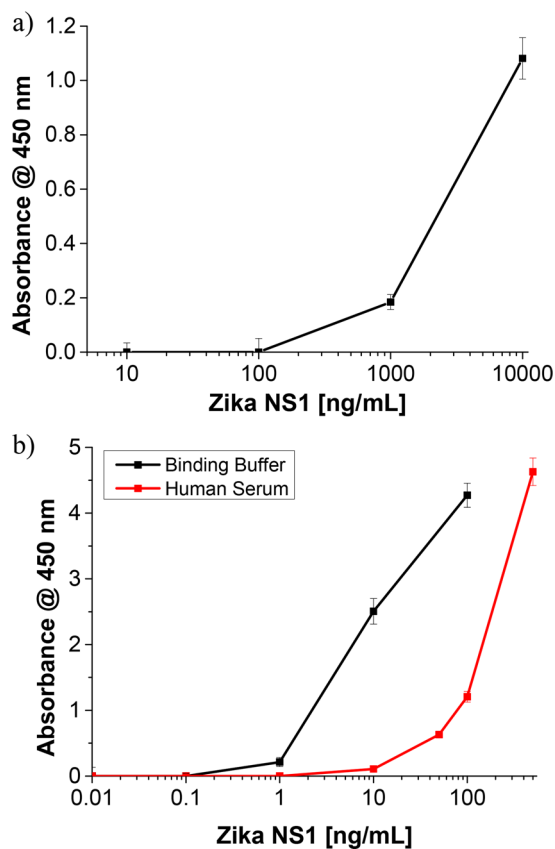 a)
1.2
1.0
0.8
0.6
0.4
0.2
0.0
Absorbance @ 450 nm
10 100 1000 10000
Zika NS1 [ng/mL]
b)
Binding Buffer
Human Serum
5
4
3
2
1
0
Absorbance @ 450 nm
0.01 0.1 1 10 100
Zika NS1 [ng/mL]